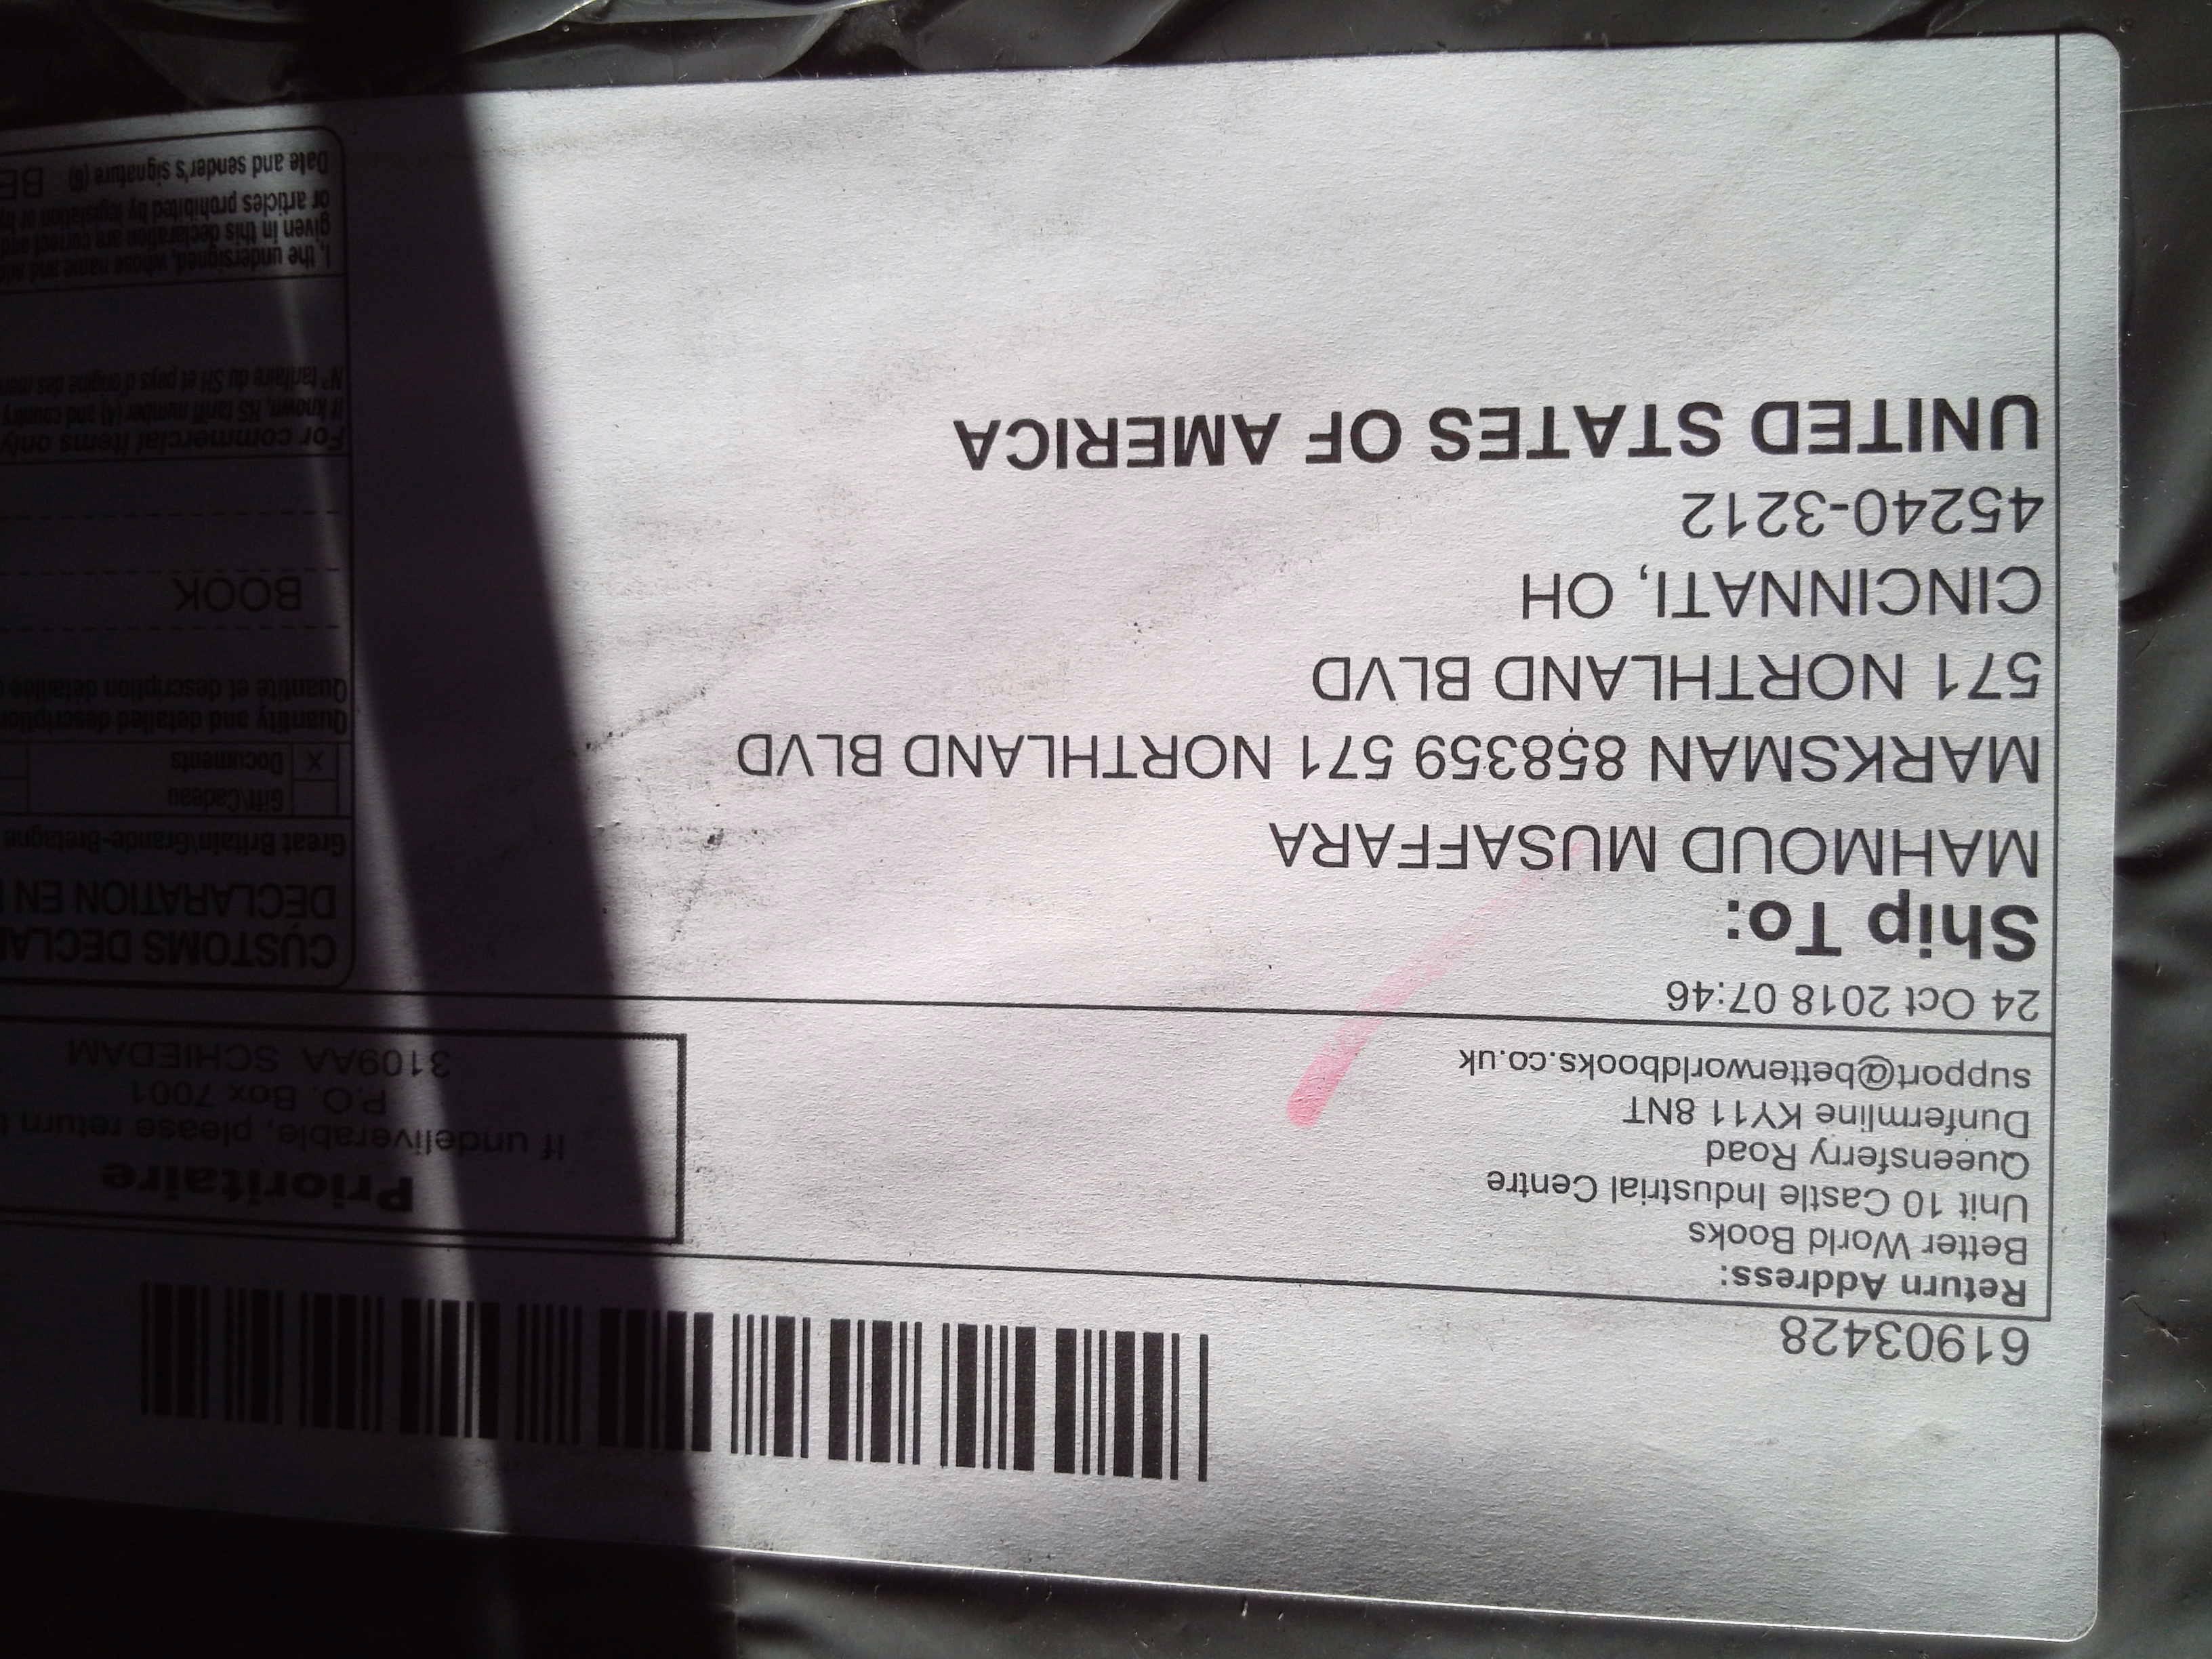 61903428
Return Address:
Better World Books
Unit 10 Castle Industrial Centre
Queensferry Road
Dunfermline KY11 8NT
support@betterworldbooks.co.uk
Prioritaire
If undeliverable, please return
P.O. Box 7001
3109AA SCHIEDAM
24 Oct 2018 07:46
Ship To:
MAHMOUD MUSAFFARA
MARKSMAN 858359 571 NORTHLAND BLVD
571 NORTHLAND BLVD
CINCINNATI, OH
45240-3212
UNITED STATES OF AMERICA
CUSTOMS
DÉCLARATION EN
Great Britain\Grande-Bretagne
Gift\Cadeau
X Documents
Quantity and detailed
Quantité et description détaillée
BOOK
For commercial items only
If known, HS tariff number (4) and country
N° tarifaire du SH et pays d'origine des
I, the undersigned, whose name and
given in this declaration are correct and
or articles prohibited by legislation or by
Date and sender's signature (8) BE